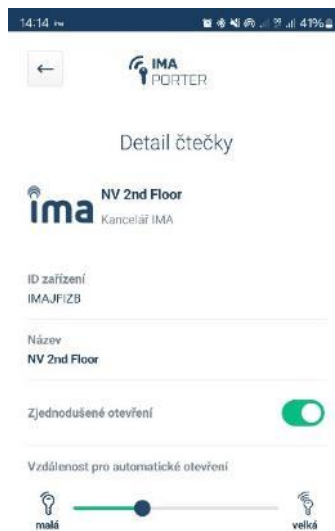 14:14
41%
IMA
PORTER
Detail čtečky
ima
NV 2nd Floor
Kancelář IMA
ID zařízení
IMAJFIZB
Název
NV 2nd Floor
Zjednodušené otevření
Vzdálenost pro automatické otevření
malá
velká